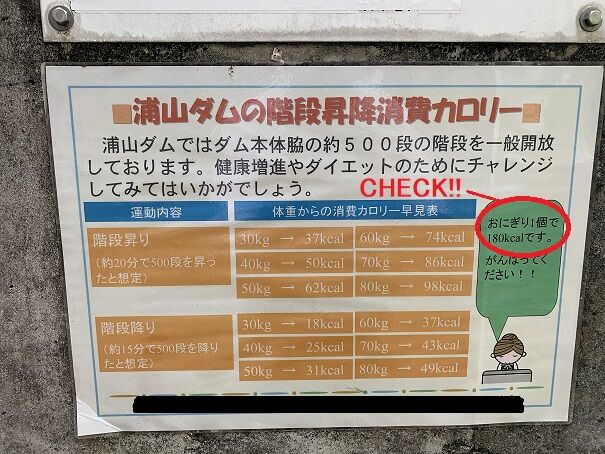 ■浦山ダムの階段昇降消費カロリー■
浦山ダムではダム本体脇の約５００段の階段を一般開放
しております。健康増進やダイエットのためにチャレンジ
してみてはいかがでしょう。
CHECK!!
運動内容 体重からの消費カロリー早見表
階段昇り
(約20分で500段を昇っ
たと想定)
30kg → 37kcal 60kg → 74kcal
40kg → 50kcal 70kg → 86kcal
50kg → 62kcal 80kg → 98kcal
階段降り
(約15分で500段を降り
たと想定)
30kg → 18kcal 60kg → 37kcal
40kg → 25kcal 70kg → 43kcal
50kg → 31kcal 80kg → 49kcal
おにぎり1個で
180kcalです。
がんばってく
ださい！！